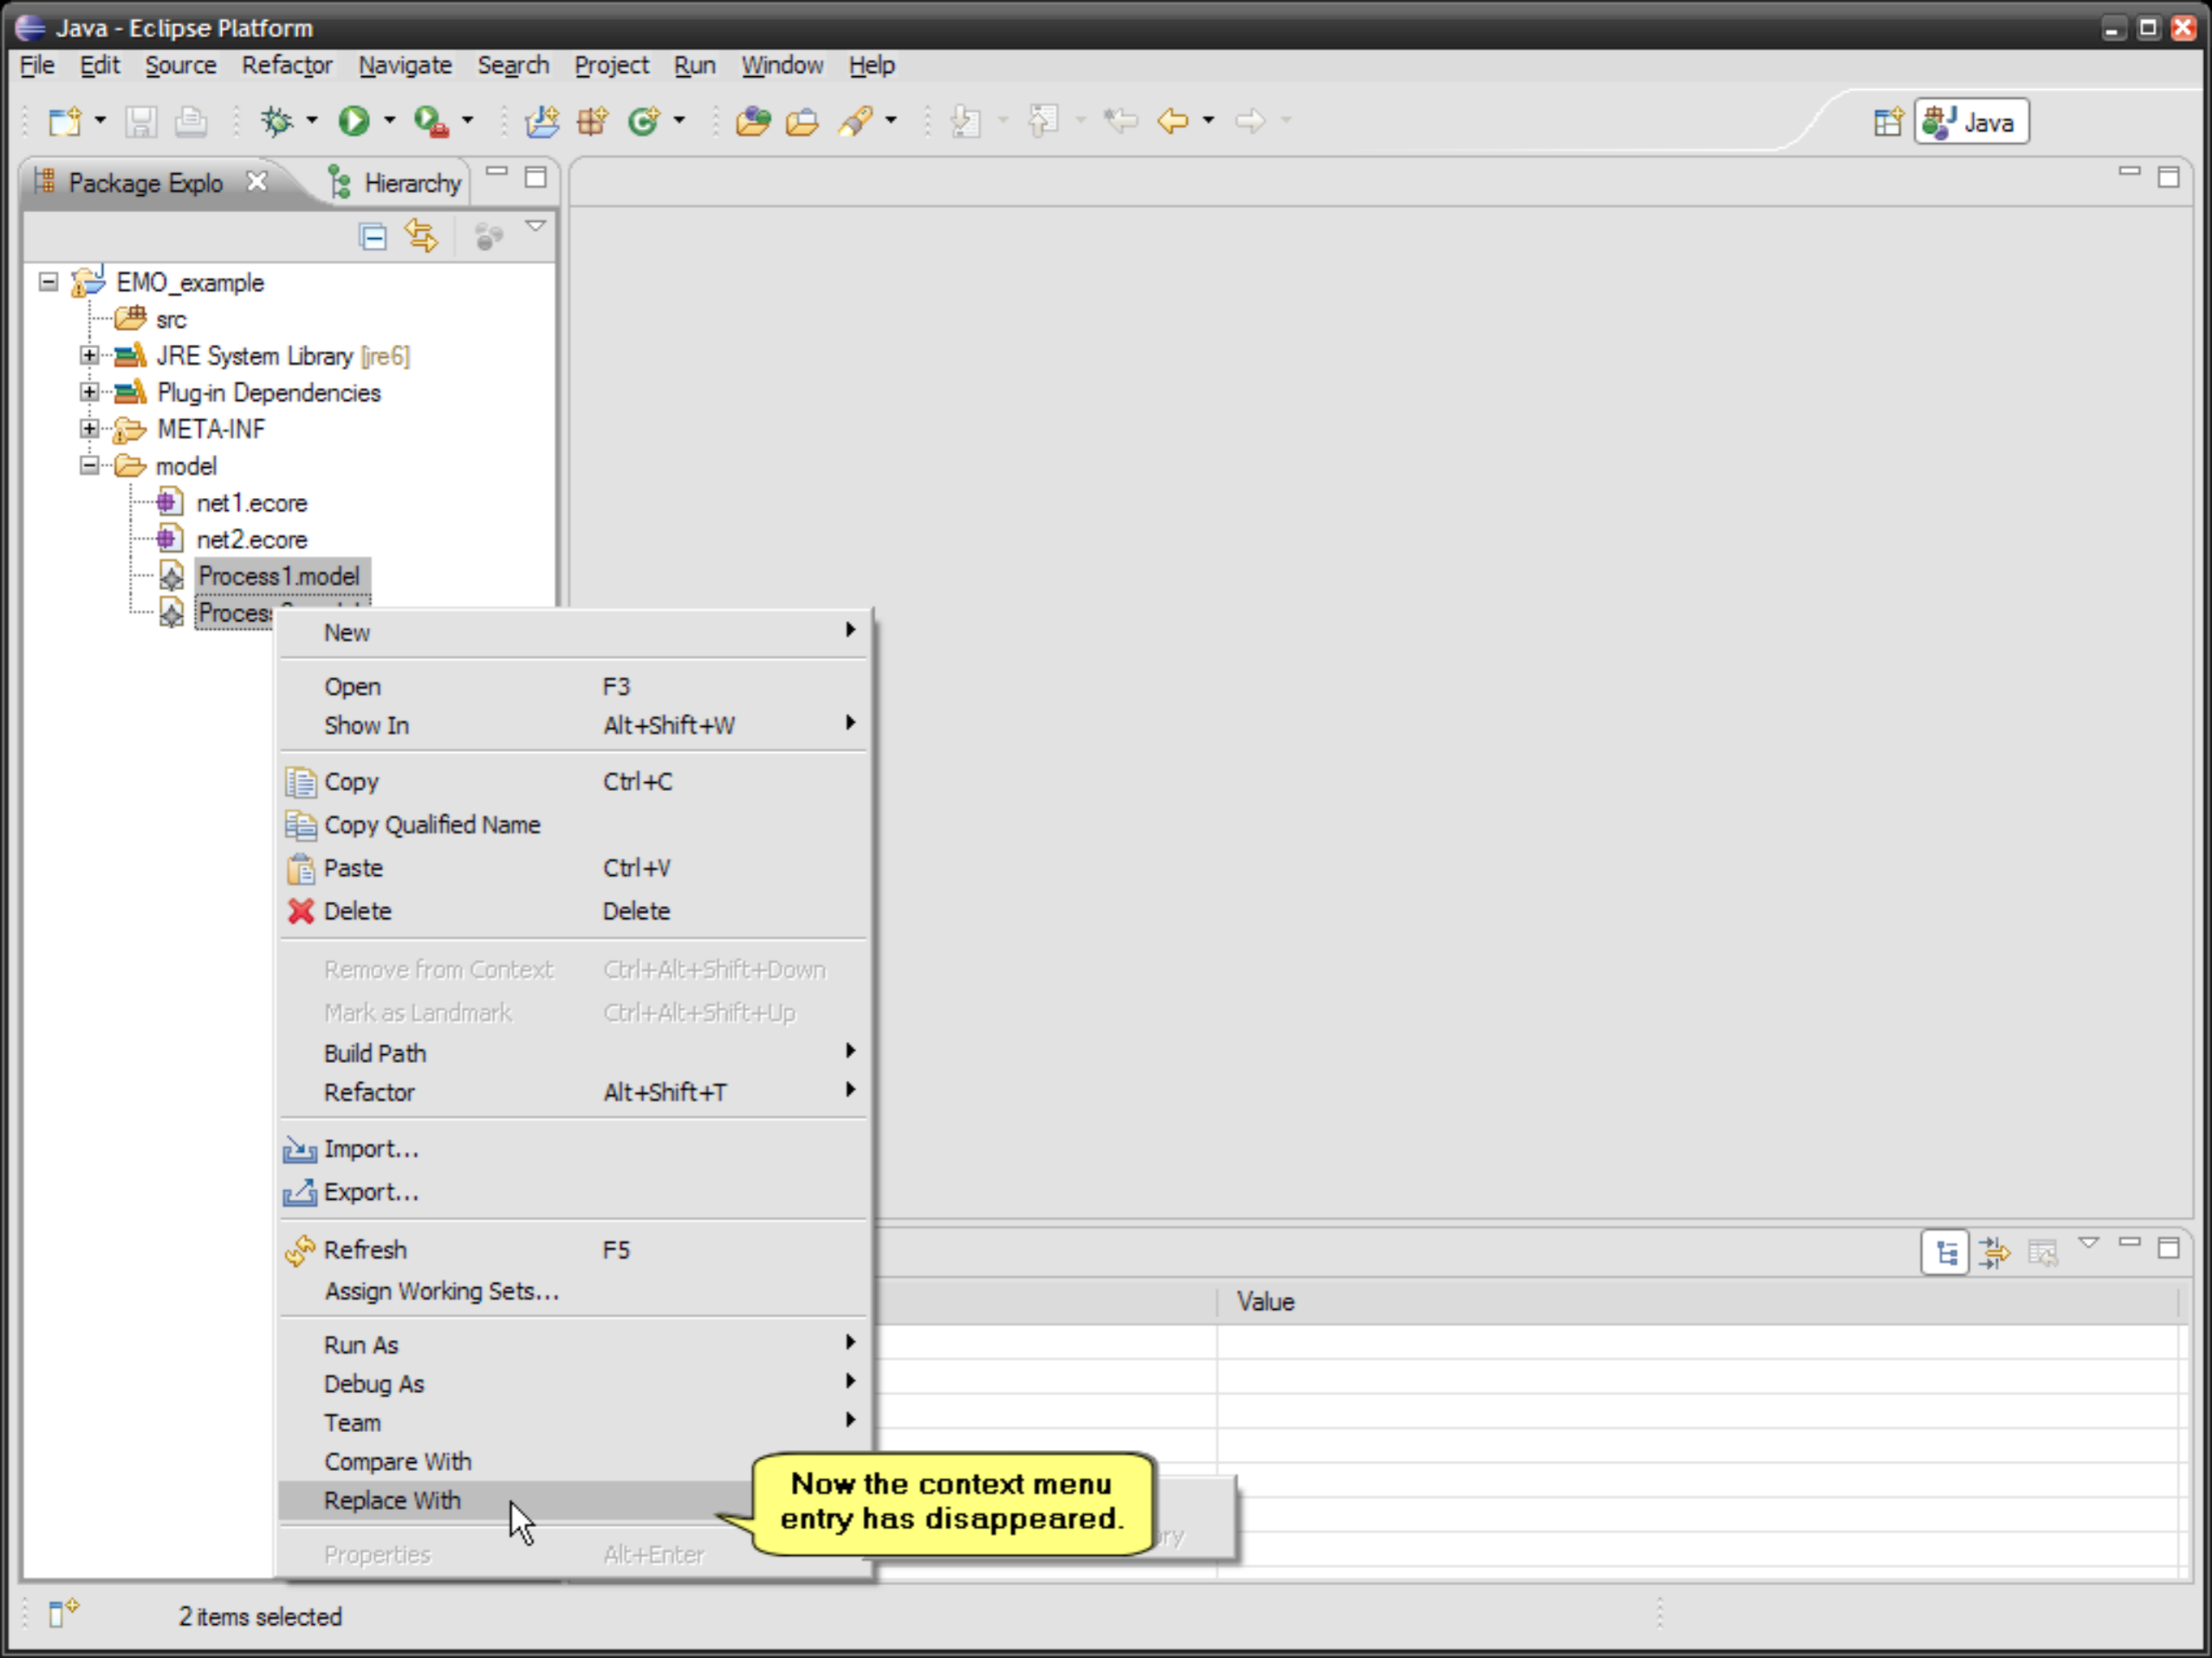 Java - Eclipse Platform
File Edit Source Refactor Navigate Search Project Run Window Help
Java
Package Explo Hierarchy
EMO_example
src
JRE System Library [jre6]
Plug-in Dependencies
META-INF
model
net1.ecore
net2.ecore
Process1.model
New
Open F3
Show In Alt+Shift+W
Copy Ctrl+C
Copy Qualified Name
Paste Ctrl+V
Delete Delete
Remove from Context Ctrl+Alt+Shift+Down
Mark as Landmark Ctrl+Alt+Shift+Up
Build Path
Refactor Alt+Shift+T
Import...
Export...
Refresh F5
Assign Working Sets...
Value
Run As
Debug As
Team
Compare With
Replace With
Now the context menu
entry has disappeared.
Properties Alt+Enter
2 items selected